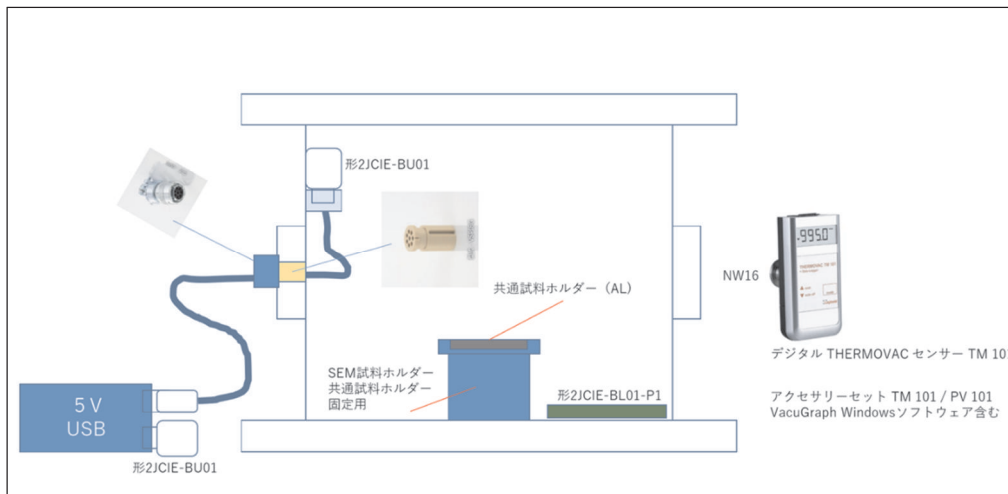 形2JCIE-BU01
-995.0
THERMOVAC TM 101
NW16
共通試料ホルダー（AL）
デジタル THERMOVAC センサー TM 101
SEM試料ホルダー
共通試料ホルダー
固定用
形2JCIE-BL01-P1
アクセサリーセット TM 101 / PV 101
VacuGraph Windowsソフトウェア含む
5 V
USB
形2JCIE-BU01